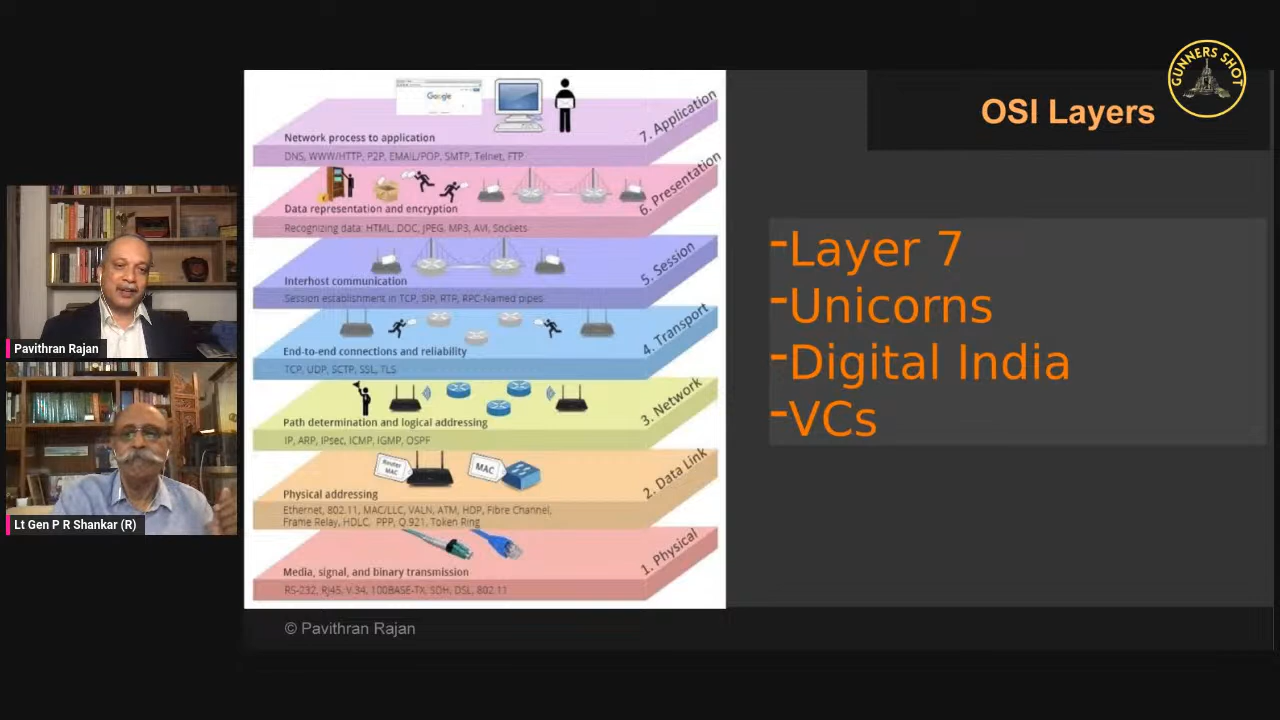 GUNNERS SHOT
OSI Layers
Google
7. Application
Network process to application
DNS, WWW/HTTP, P2P, EMAIL/POP, SMTP, Telnet, FTP
6. Presentation
Data representation and encryption
Recognizing data: HTML, DOC, JPEG, MP3, AVI, Sockets
5. Session
Interhost communication
Session establishment in TCP, SIP, RTP, RPC-Named pipes
4. Transport
End-to-end connections and reliability
TCP, UDP, SCTP, SSL, TLS
3. Network
Path determination and logical addressing
IP, ARP, IPsec, ICMP, IGMP, OSPF
2. Data Link
Router
MAC
MAC
Physical addressing
Ethernet, 802.11, MAC/LLC, VALN, ATM, HDP, Fibre Channel,
Frame Relay, HDLC, PPP, Q.921, Token Ring
1. Physical
Media, signal, and binary transmission
RS-232, RJ45, V.34, 100BASE-TX, SDH, DSL, 802.11
-Layer 7
-Unicorns
-Digital India
-VCs
Pavithran Rajan
Lt Gen P R Shankar (R)
© Pavithran Rajan